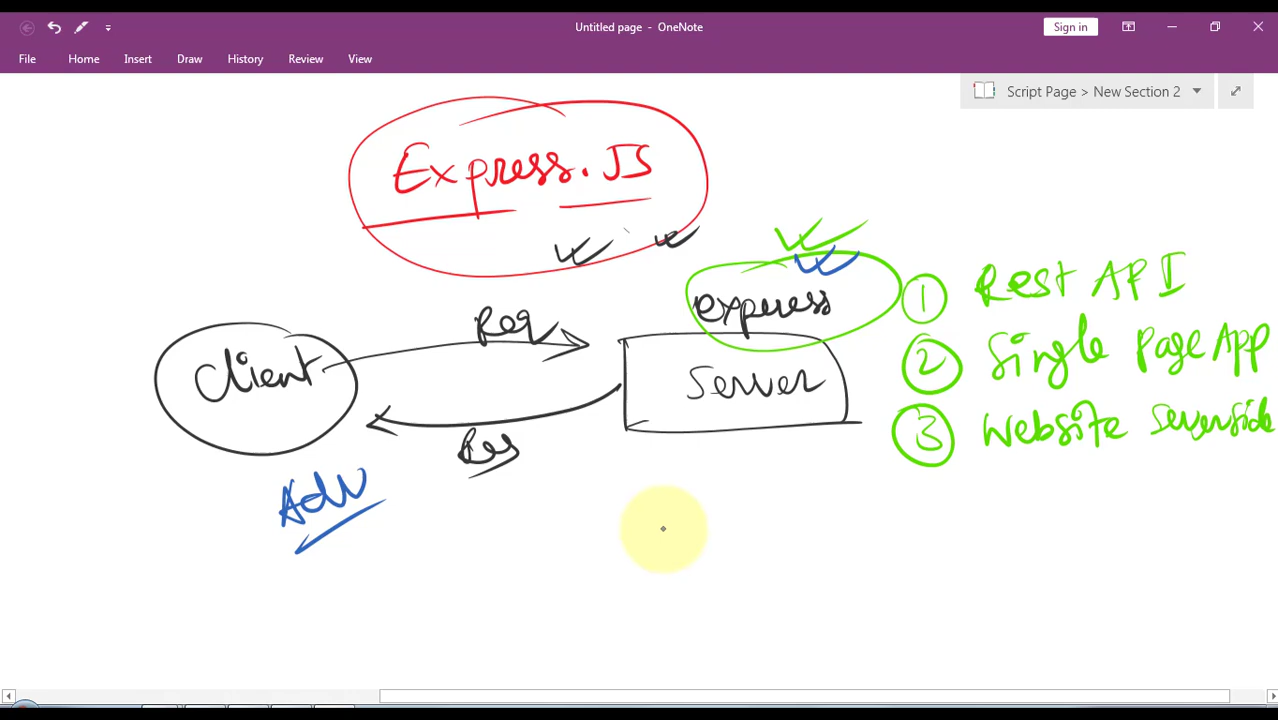 Untitled page - OneNote
Sign in
File Home Insert Draw History Review View
Script Page > New Section 2
Express.JS
express
1 Rest API
Req
2 Single Page App
Client
Server
3 Website severside
Res
Adv